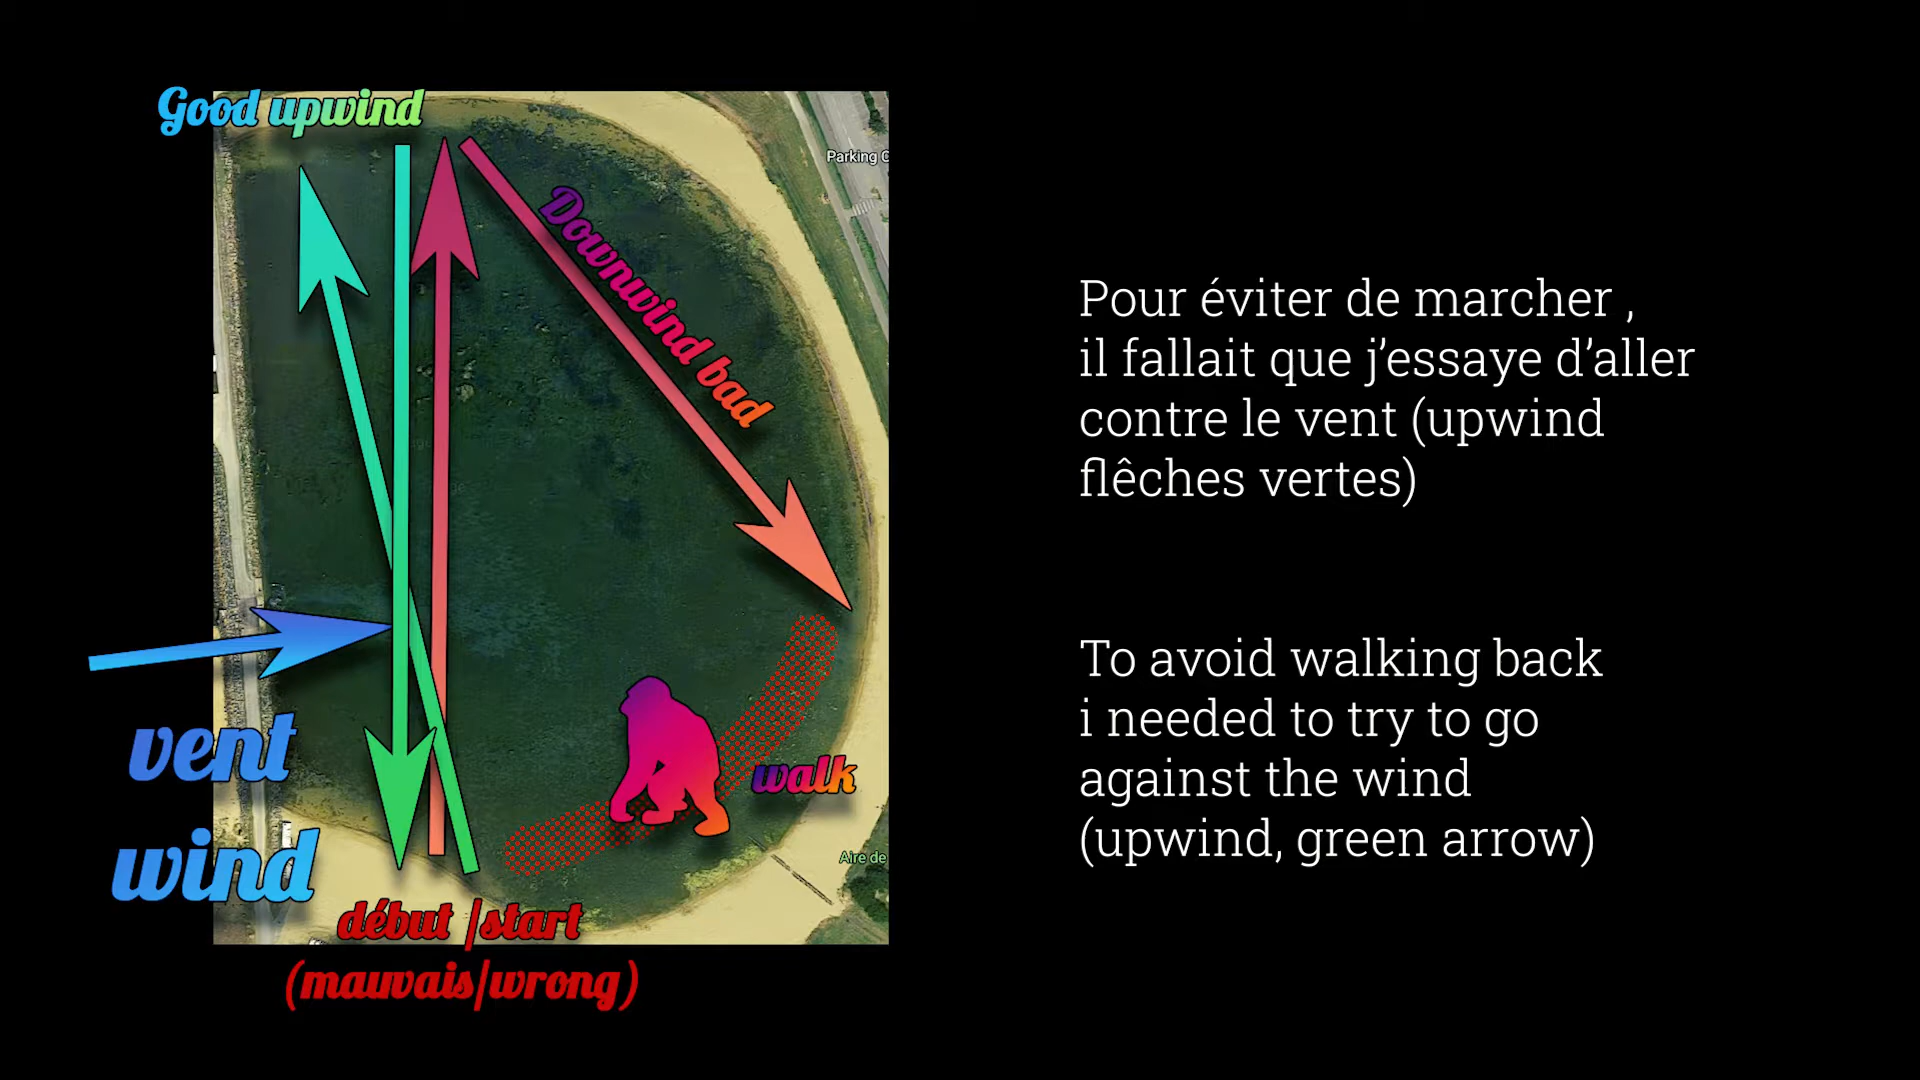 Good upwind
Parking C
Downwind bad
vent
wind
walk
Aire de
début |start
(mauvais|wrong)
Pour éviter de marcher ,
il fallait que j’essaye d’aller
contre le vent (upwind
flêches vertes)
To avoid walking back
i needed to try to go
against the wind
(upwind, green arrow)